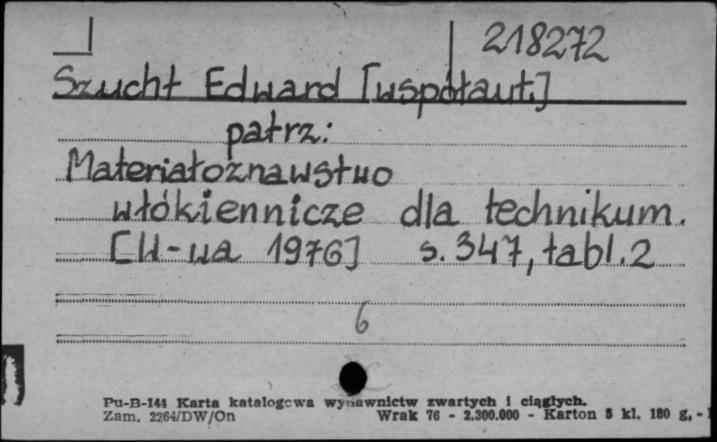 218272
Szucht Edward [współaut.]
patrz:
Materiałoznawstwo
włókiennicze dla technikum.
[W-wa 1976] s. 347, tabl. 2
6
Pu-B-141 Karta katalogowa wydawnictw zwartych i ciągłych.
Zam. 2264/DW/On Wrak 76 - 2.300.000 - Karton 5 kl. 180 g, -